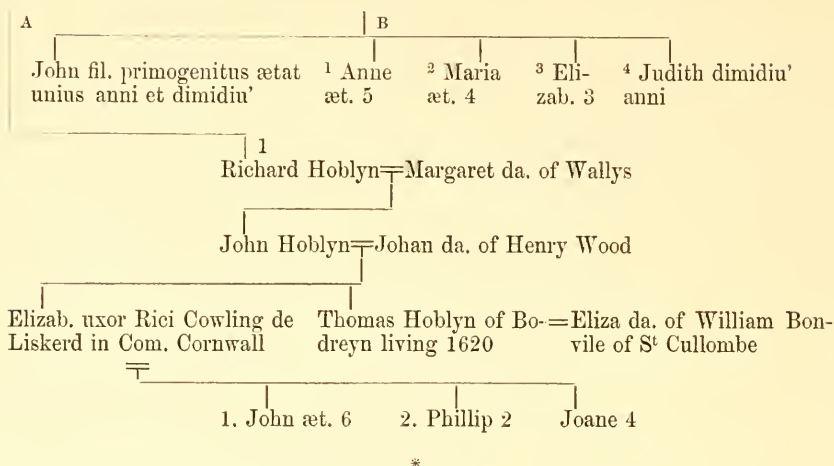 A B
John fil. primogenitus ætat ¹ Anne ² Maria ³ Eli- ⁴ Judith dimidiu'
unius anni et dimidiu' æt. 5 æt. 4 zab. 3 anni
1
Richard Hoblyn=Margaret da. of Wallys
John Hoblyn=Johan da. of Henry Wood
Elizab. uxor Rici Cowling de Thomas Hoblyn of Bo-=Eliza da. of William Bon-
Liskerd in Com. Cornwall dreyn living 1620 vile of Sᵗ Cullombe
1. John æt. 6 2. Phillip 2 Joane 4
*